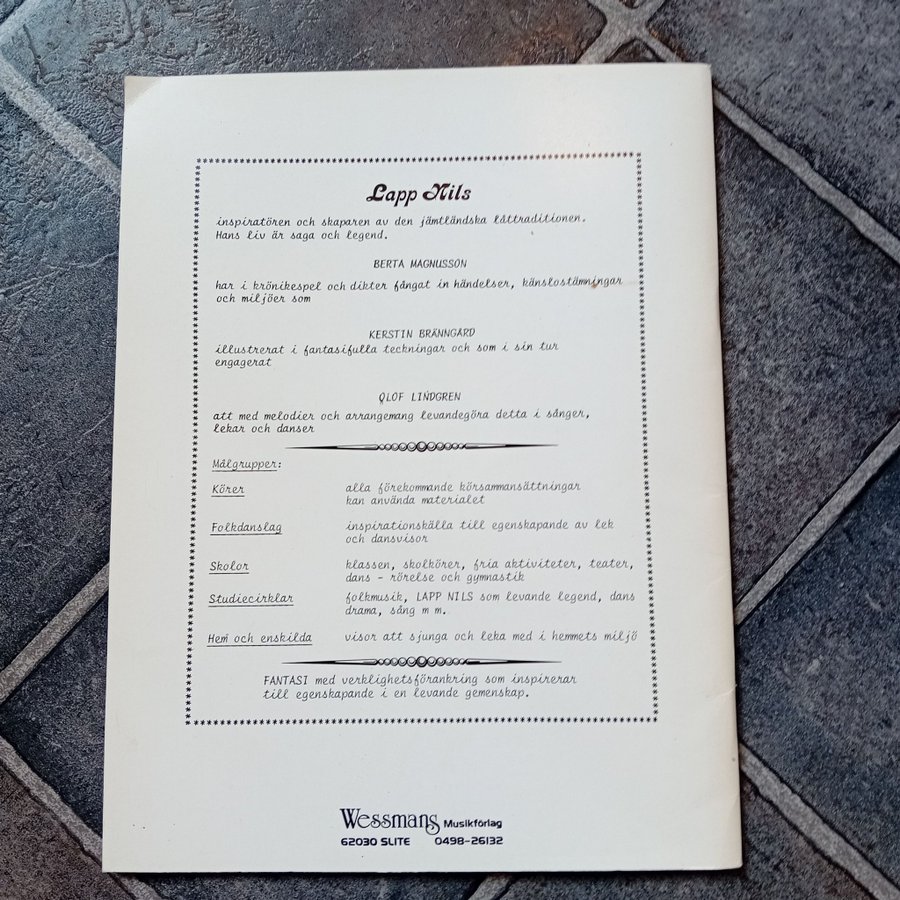 Lapp Nils
inspiratören och skaparen av den jämtländska låttraditionen.
Hans liv är saga och legend.
BERTA MAGNUSSON
har i krönikespel och dikter fångat in händelser, känslostämningar
och miljöer som
KERSTIN BRÄNNGÅRD
illustrerat i fantasifulla teckningar och som i sin tur
engagerat
OLOF LINDGREN
att med melodier och arrangemang levandegöra detta i sånger,
lekar och danser
Målgrupper:
Körer alla förekommande körsammansättningar
kan använda materialet
Folkdanslag inspirationskälla till egenskapande av lek
och dansvisor
Skolor klassen, skolkörer, fria aktiviteter, teater,
dans - rörelse och gymnastik
Studiecirklar folkmusik, LAPP NILS som levande legend, dans
drama, sång m m.
Hem och enskilda visor att sjunga och leka med i hemmets miljö
FANTASI med verklighetsförankring som inspirerar
till egenskapande i en levande gemenskap.
Wessmans Musikförlag
62030 SLITE 0498-26132